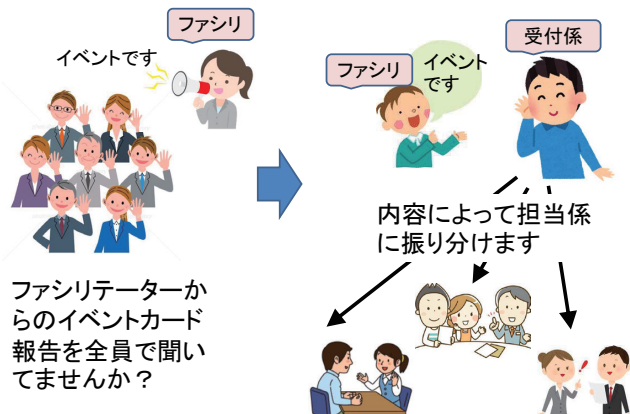 ファシリ
イベントです
ファシリテーターか
らのイベントカード
報告を全員で聞い
てませんか？
受付係
ファシリ
イベント
です
内容によって担当係
に振り分けます